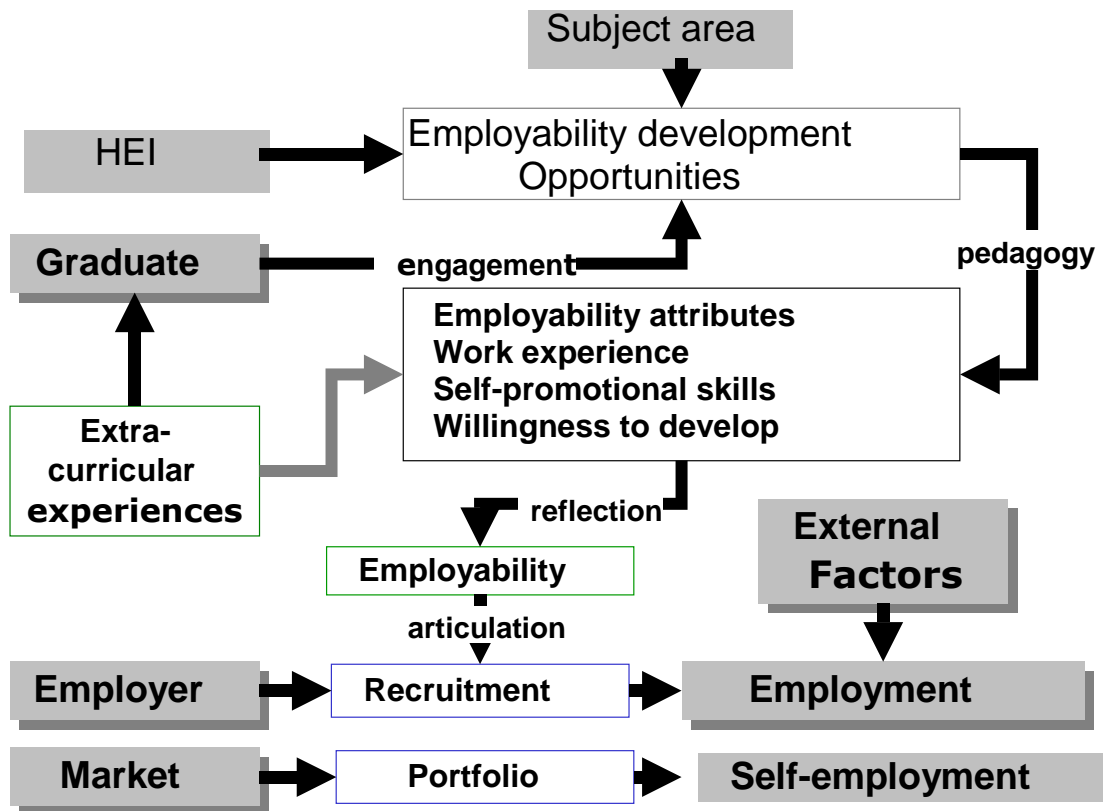 Subject area
HEI
Employability development
Opportunities
Graduate
engagement
pedagogy
Employability attributes
Work experience
Self-promotional skills
Willingness to develop
Extra-
curricular
experiences
reflection
External
Factors
Employability
articulation
Employer
Recruitment
Employment
Market
Portfolio
Self-employment